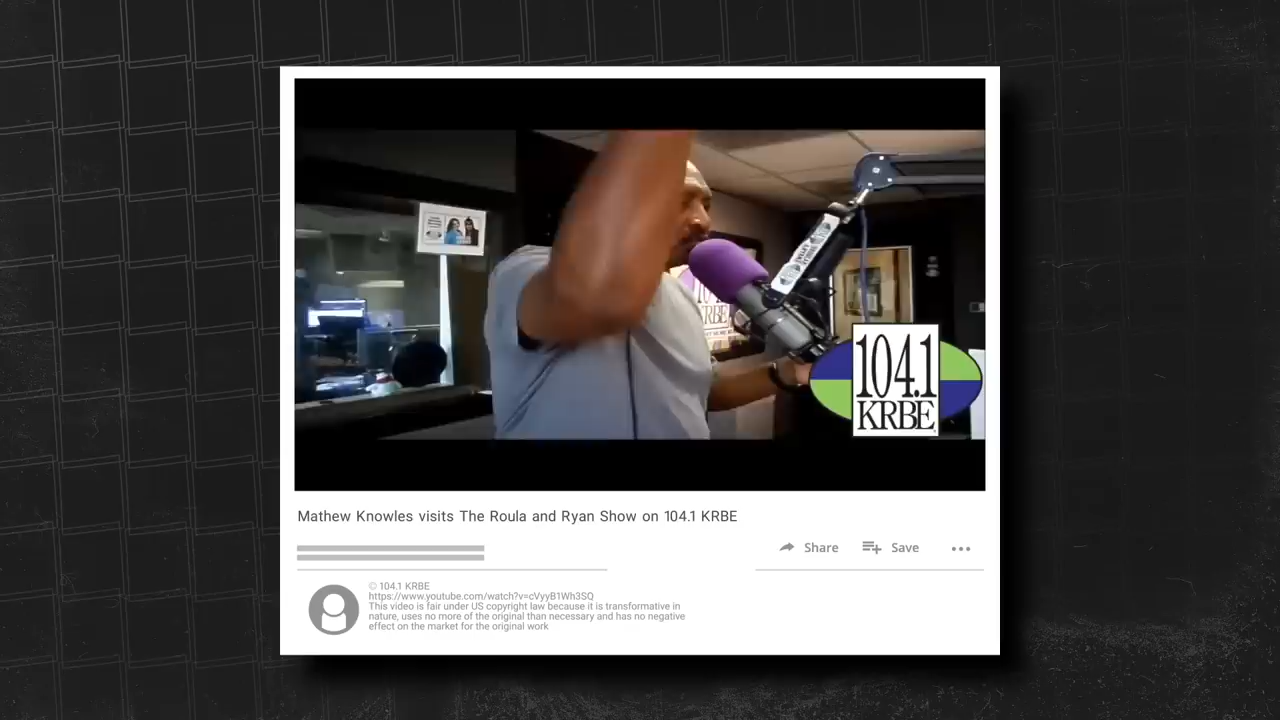 104.1
KRBE
104.1
KRBE
Mathew Knowles visits The Roula and Ryan Show on 104.1 KRBE
Share
Save
© 104.1 KRBE
https://www.youtube.com/watch?v=cVyyB1Wh3SQ
This video is fair under US copyright law because it is transformative in
nature, uses no more of the original than necessary and has no negative
effect on the market for the original work